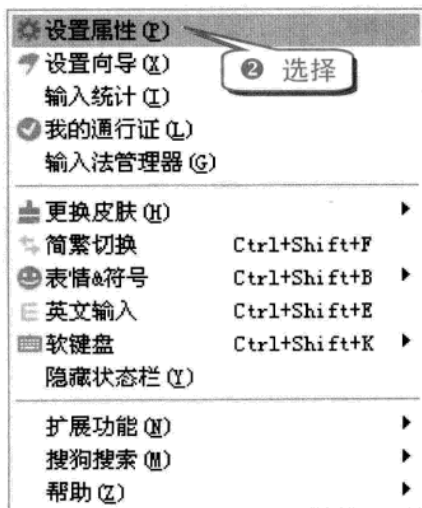 设置属性(P)
❷ 选择
设置向导(X)
输入统计(I)
我的通行证(L)
输入法管理器(G)
更换皮肤(H)
简繁切换 Ctrl+Shift+F
表情&符号 Ctrl+Shift+B
英文输入 Ctrl+Shift+E
软键盘 Ctrl+Shift+K
隐藏状态栏(Y)
扩展功能(N)
搜狗搜索(M)
帮助(Z)